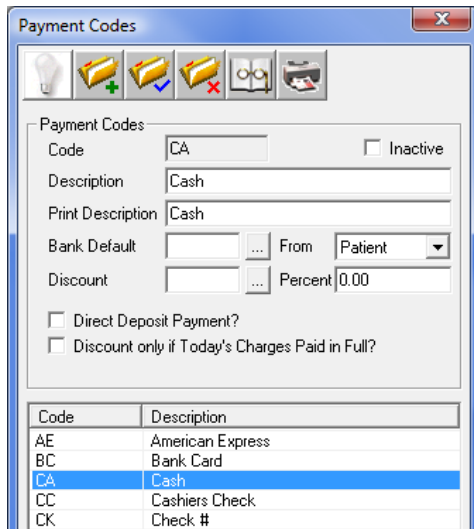 Payment Codes
Payment Codes
Code CA Inactive
Description Cash
Print Description Cash
Bank Default ... From Patient
Discount ... Percent 0.00
Direct Deposit Payment?
Discount only if Today's Charges Paid in Full?
Code Description
AE American Express
BC Bank Card
CA Cash
CC Cashiers Check
CK Check #